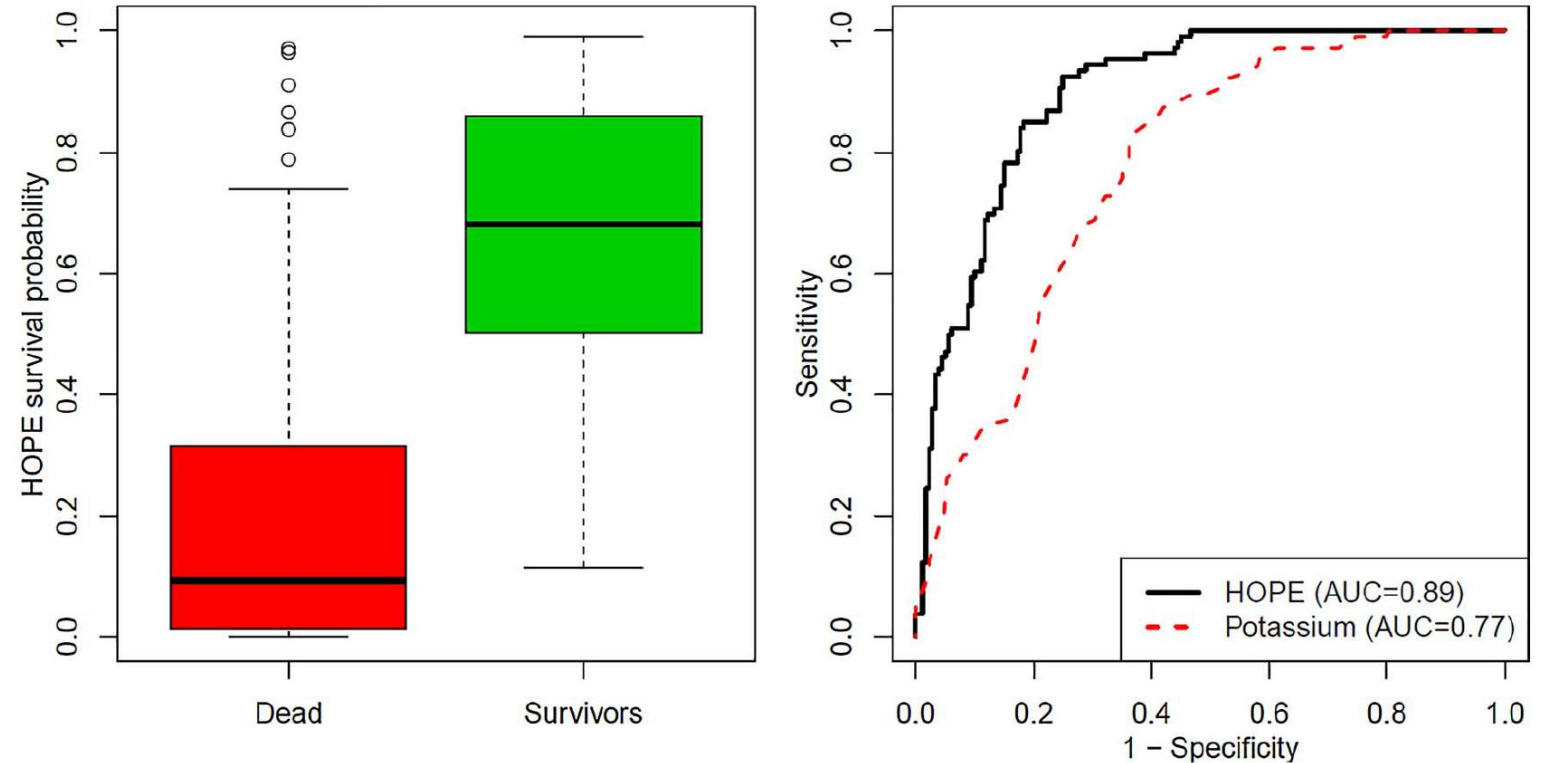 HOPE survival probability
1.0
0.8
0.6
0.4
0.2
0.0
Dead Survivors
Sensitivity
1.0
0.8
0.6
0.4
0.2
0.0
HOPE (AUC=0.89)
Potassium (AUC=0.77)
0.0 0.2 0.4 0.6 0.8 1.0
1 − Specificity